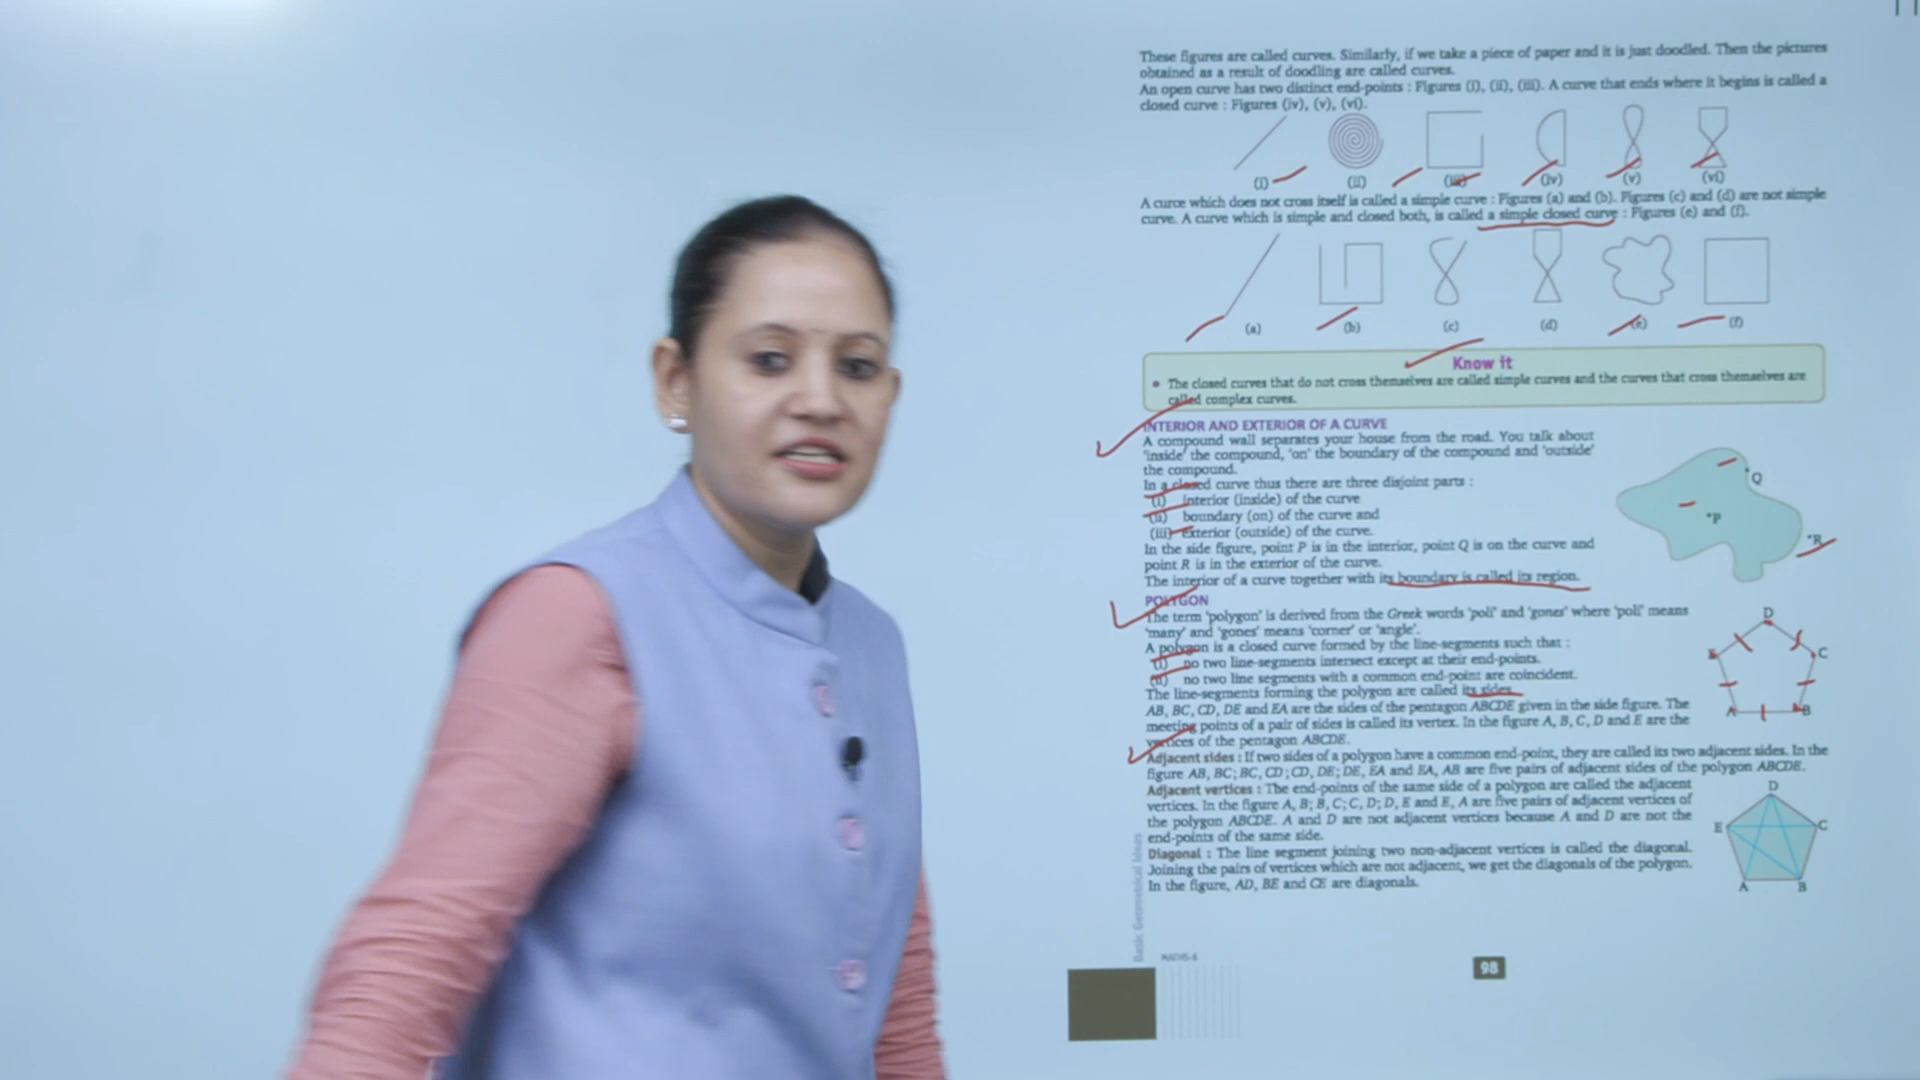 These figures are called curves. Similarly, if we take a piece of paper and it is just doodled. Then the pictures
obtained as a result of doodling are called curves.
An open curve has two distinct end-points : Figures (i), (ii), (iii). A curve that ends where it begins is called a
closed curve : Figures (iv), (v), (vi).
(i) (ii) (iii) (iv) (v) (vi)
A curce which does not cross itself is called a simple curve : Figures (a) and (b). Figures (c) and (d) are not simple
curve. A curve which is simple and closed both, is called a simple closed curve : Figures (e) and (f).
(a) (b) (c) (d) (e) (f)
Know it
• The closed curves that do not cross themselves are called simple curves and the curves that cross themselves are
called complex curves.
INTERIOR AND EXTERIOR OF A CURVE
A compound wall separates your house from the road. You talk about
'inside' the compound, 'on' the boundary of the compound and 'outside'
the compound.
In a closed curve thus there are three disjoint parts :
(i) interior (inside) of the curve
(ii) boundary (on) of the curve and
(iii) exterior (outside) of the curve.
In the side figure, point P is in the interior, point Q is on the curve and
point R is in the exterior of the curve.
The interior of a curve together with its boundary is called its region.
Q
P
R
POLYGON
The term 'polygon' is derived from the Greek words 'poli' and 'gones' where 'poli' means
'many' and 'gones' means 'corner' or 'angle'.
A polygon is a closed curve formed by the line-segments such that :
(i) no two line-segments intersect except at their end-points.
(ii) no two line segments with a common end-point are coincident.
The line-segments forming the polygon are called its sides.
AB, BC, CD, DE and EA are the sides of the pentagon ABCDE given in the side figure. The
meeting points of a pair of sides is called its vertex. In the figure A, B, C, D and E are the
vertices of the pentagon ABCDE.
D
E C
A B
Adjacent sides : If two sides of a polygon have a common end-point, they are called its two adjacent sides. In the
figure AB, BC; BC, CD; CD, DE; DE, EA and EA, AB are five pairs of adjacent sides of the polygon ABCDE.
Adjacent vertices : The end-points of the same side of a polygon are called the adjacent
vertices. In the figure A, B; B, C; C, D; D, E and E, A are five pairs of adjacent vertices of
the polygon ABCDE. A and D are not adjacent vertices because A and D are not the
end-points of the same side.
Diagonal : The line segment joining two non-adjacent vertices is called the diagonal.
Joining the pairs of vertices which are not adjacent, we get the diagonals of the polygon.
In the figure, AD, BE and CE are diagonals.
D
E C
A B
Basic Geometrical Ideas
MATHS-6
98